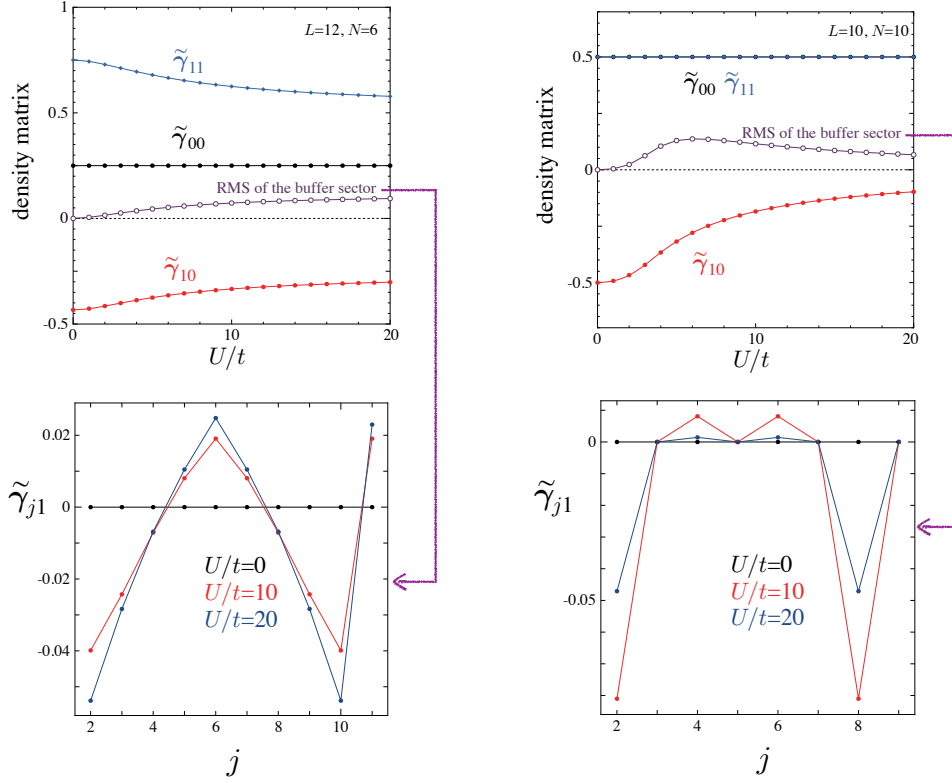 L=12, N=6
density matrix
1
0.5
0
-0.5
γ̃11
γ̃00
RMS of the buffer sector
γ̃10
0
10
20
U/t
L=10, N=10
density matrix
0.5
0
-0.5
γ̃00 γ̃11
RMS of the buffer sector
γ̃10
0
10
20
U/t
γ̃j1
0.02
0
-0.02
-0.04
U/t=0
U/t=10
U/t=20
2
4
6
8
10
j
γ̃j1
0
-0.05
U/t=0
U/t=10
U/t=20
2
4
6
8
j